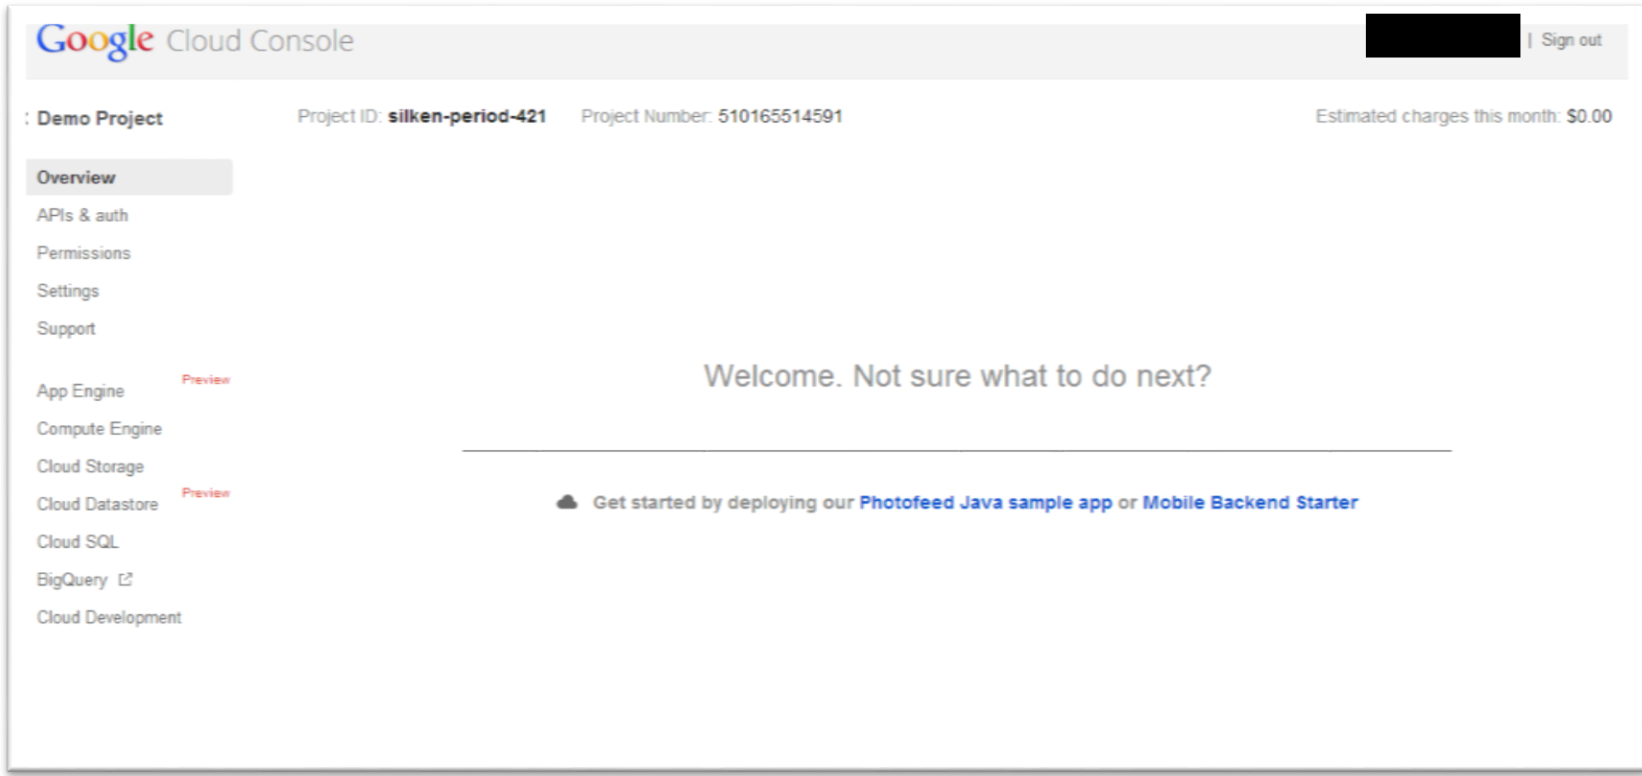 Google Cloud Console
| Sign out
: Demo Project
Project ID: silken-period-421 Project Number: 510165514591 Estimated charges this month: $0.00
Overview
APIs & auth
Permissions
Settings
Support
App Engine Preview
Compute Engine
Cloud Storage
Cloud Datastore Preview
Cloud SQL
BigQuery
Cloud Development
Welcome. Not sure what to do next?
Get started by deploying our Photofeed Java sample app or Mobile Backend Starter